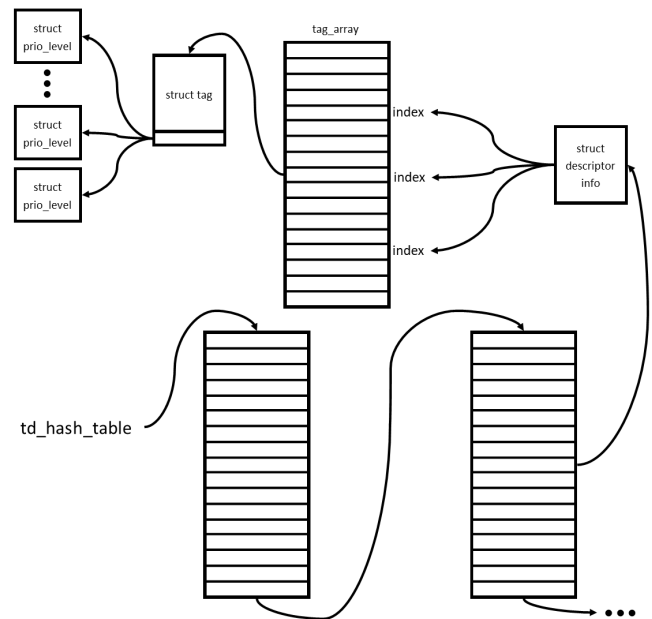 struct
prio_level
struct
prio_level
struct
prio_level
struct tag
tag_array
index
index
index
struct
descriptor
info
td_hash_table